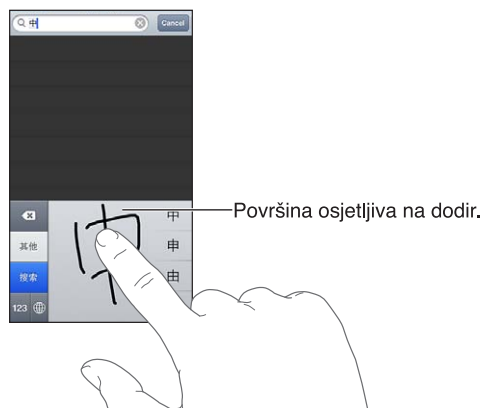 中 Cancel
中
Površina osjetljiva na dodir.
其他
申
搜索
由
123